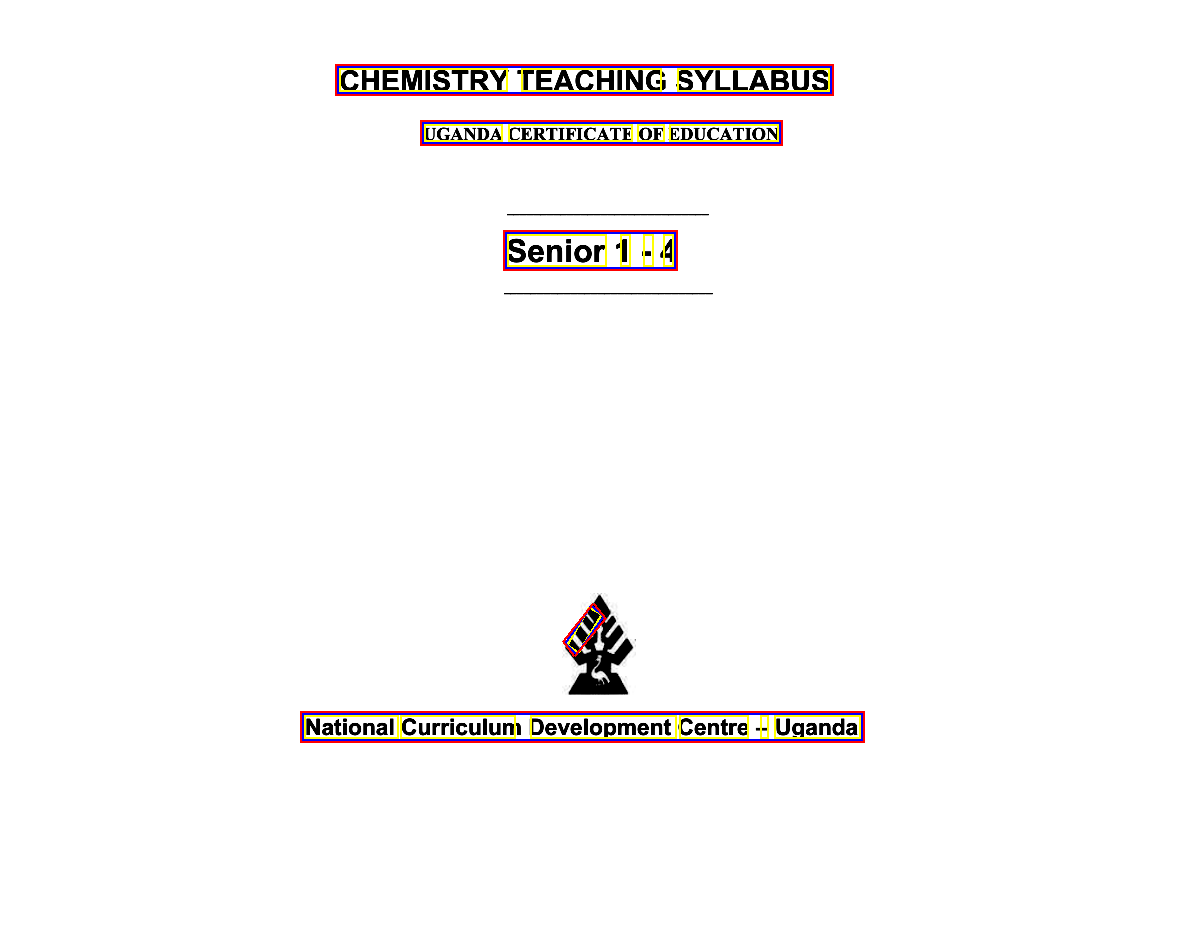 CHEMISTRY TEACHING SYLLABUS
UGANDA CERTIFICATE OF EDUCATION
Senior 1 - 4
National Curriculum Development Centre – Uganda